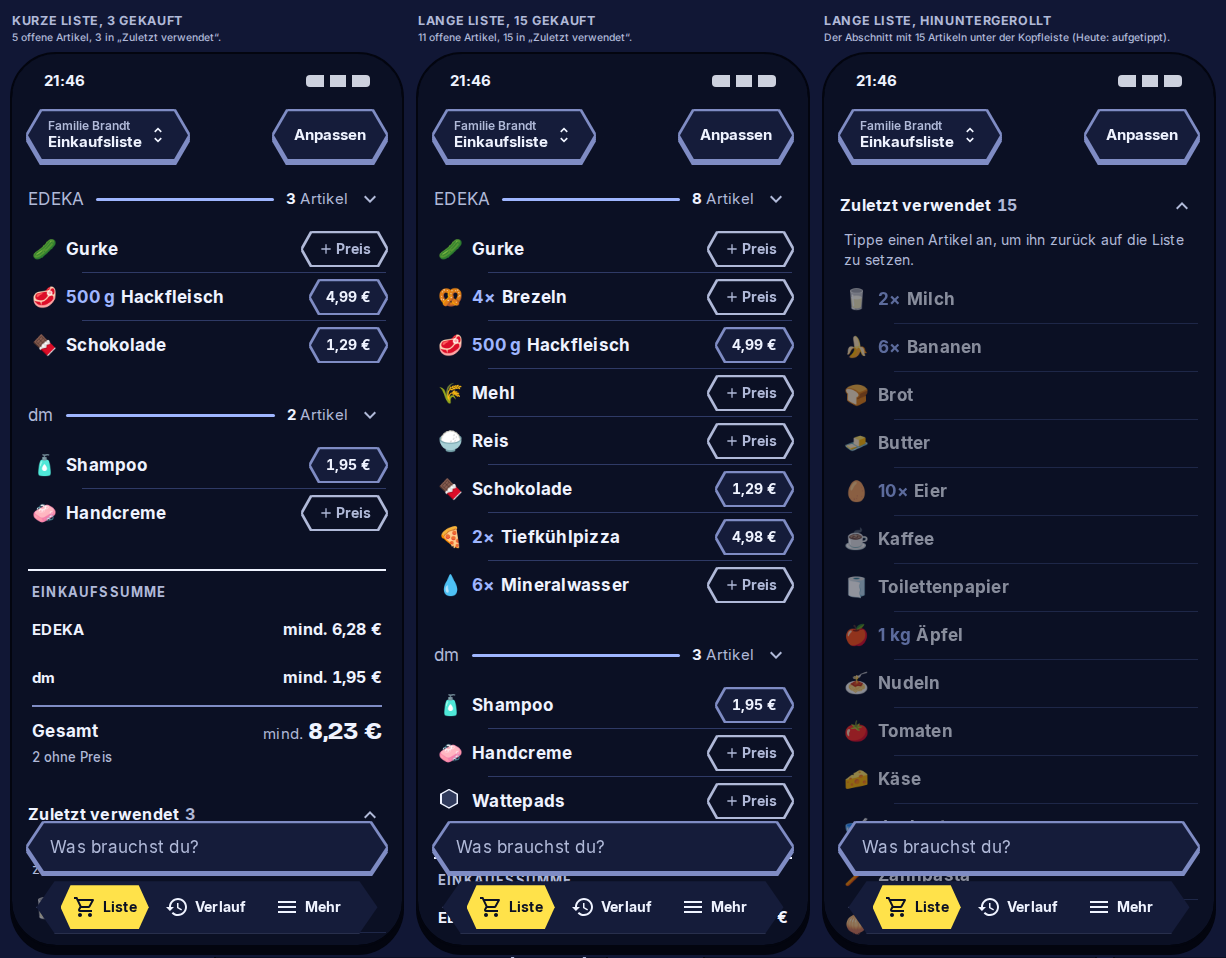 KURZE LISTE, 3 GEKAUFT
5 offene Artikel, 3 in „Zuletzt verwendet“.
21:46
Familie Brandt
Einkaufsliste
Anpassen
EDEKA 3 Artikel
Gurke + Preis
500 g Hackfleisch 4,99 €
Schokolade 1,29 €
dm 2 Artikel
Shampoo 1,95 €
Handcreme + Preis
EINKAUFSSUMME
EDEKA mind. 6,28 €
dm mind. 1,95 €
Gesamt mind. 8,23 €
2 ohne Preis
Zuletzt verwendet 3
Was brauchst du?
Liste Verlauf Mehr
LANGE LISTE, 15 GEKAUFT
11 offene Artikel, 15 in „Zuletzt verwendet“.
21:46
Familie Brandt
Einkaufsliste
Anpassen
EDEKA 8 Artikel
Gurke + Preis
4× Brezeln + Preis
500 g Hackfleisch 4,99 €
Mehl + Preis
Reis + Preis
Schokolade 1,29 €
2× Tiefkühlpizza 4,98 €
6× Mineralwasser + Preis
dm 3 Artikel
Shampoo 1,95 €
Handcreme + Preis
Wattepads + Preis
Was brauchst du?
EINKAUFSSUMME
€
Liste Verlauf Mehr
LANGE LISTE, HINUNTERGEROLLT
Der Abschnitt mit 15 Artikeln unter der Kopfleiste (Heute: aufgetippt).
21:46
Familie Brandt
Einkaufsliste
Anpassen
Zuletzt verwendet 15
Tippe einen Artikel an, um ihn zurück auf die Liste
zu setzen.
2× Milch
6× Bananen
Brot
Butter
10× Eier
Kaffee
Toilettenpapier
1 kg Äpfel
Nudeln
Tomaten
Käse
Was brauchst du?
Zahnpasta
Liste Verlauf Mehr